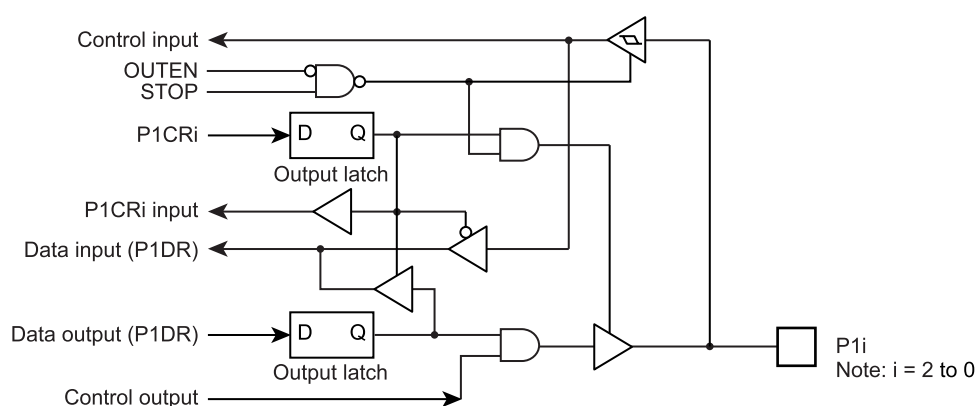 Control input
OUTEN
STOP
P1CRi
D Q
Output latch
P1CRi input
Data input (P1DR)
Data output (P1DR)
D Q
Output latch
Control output
P1i
Note: i = 2 to 0